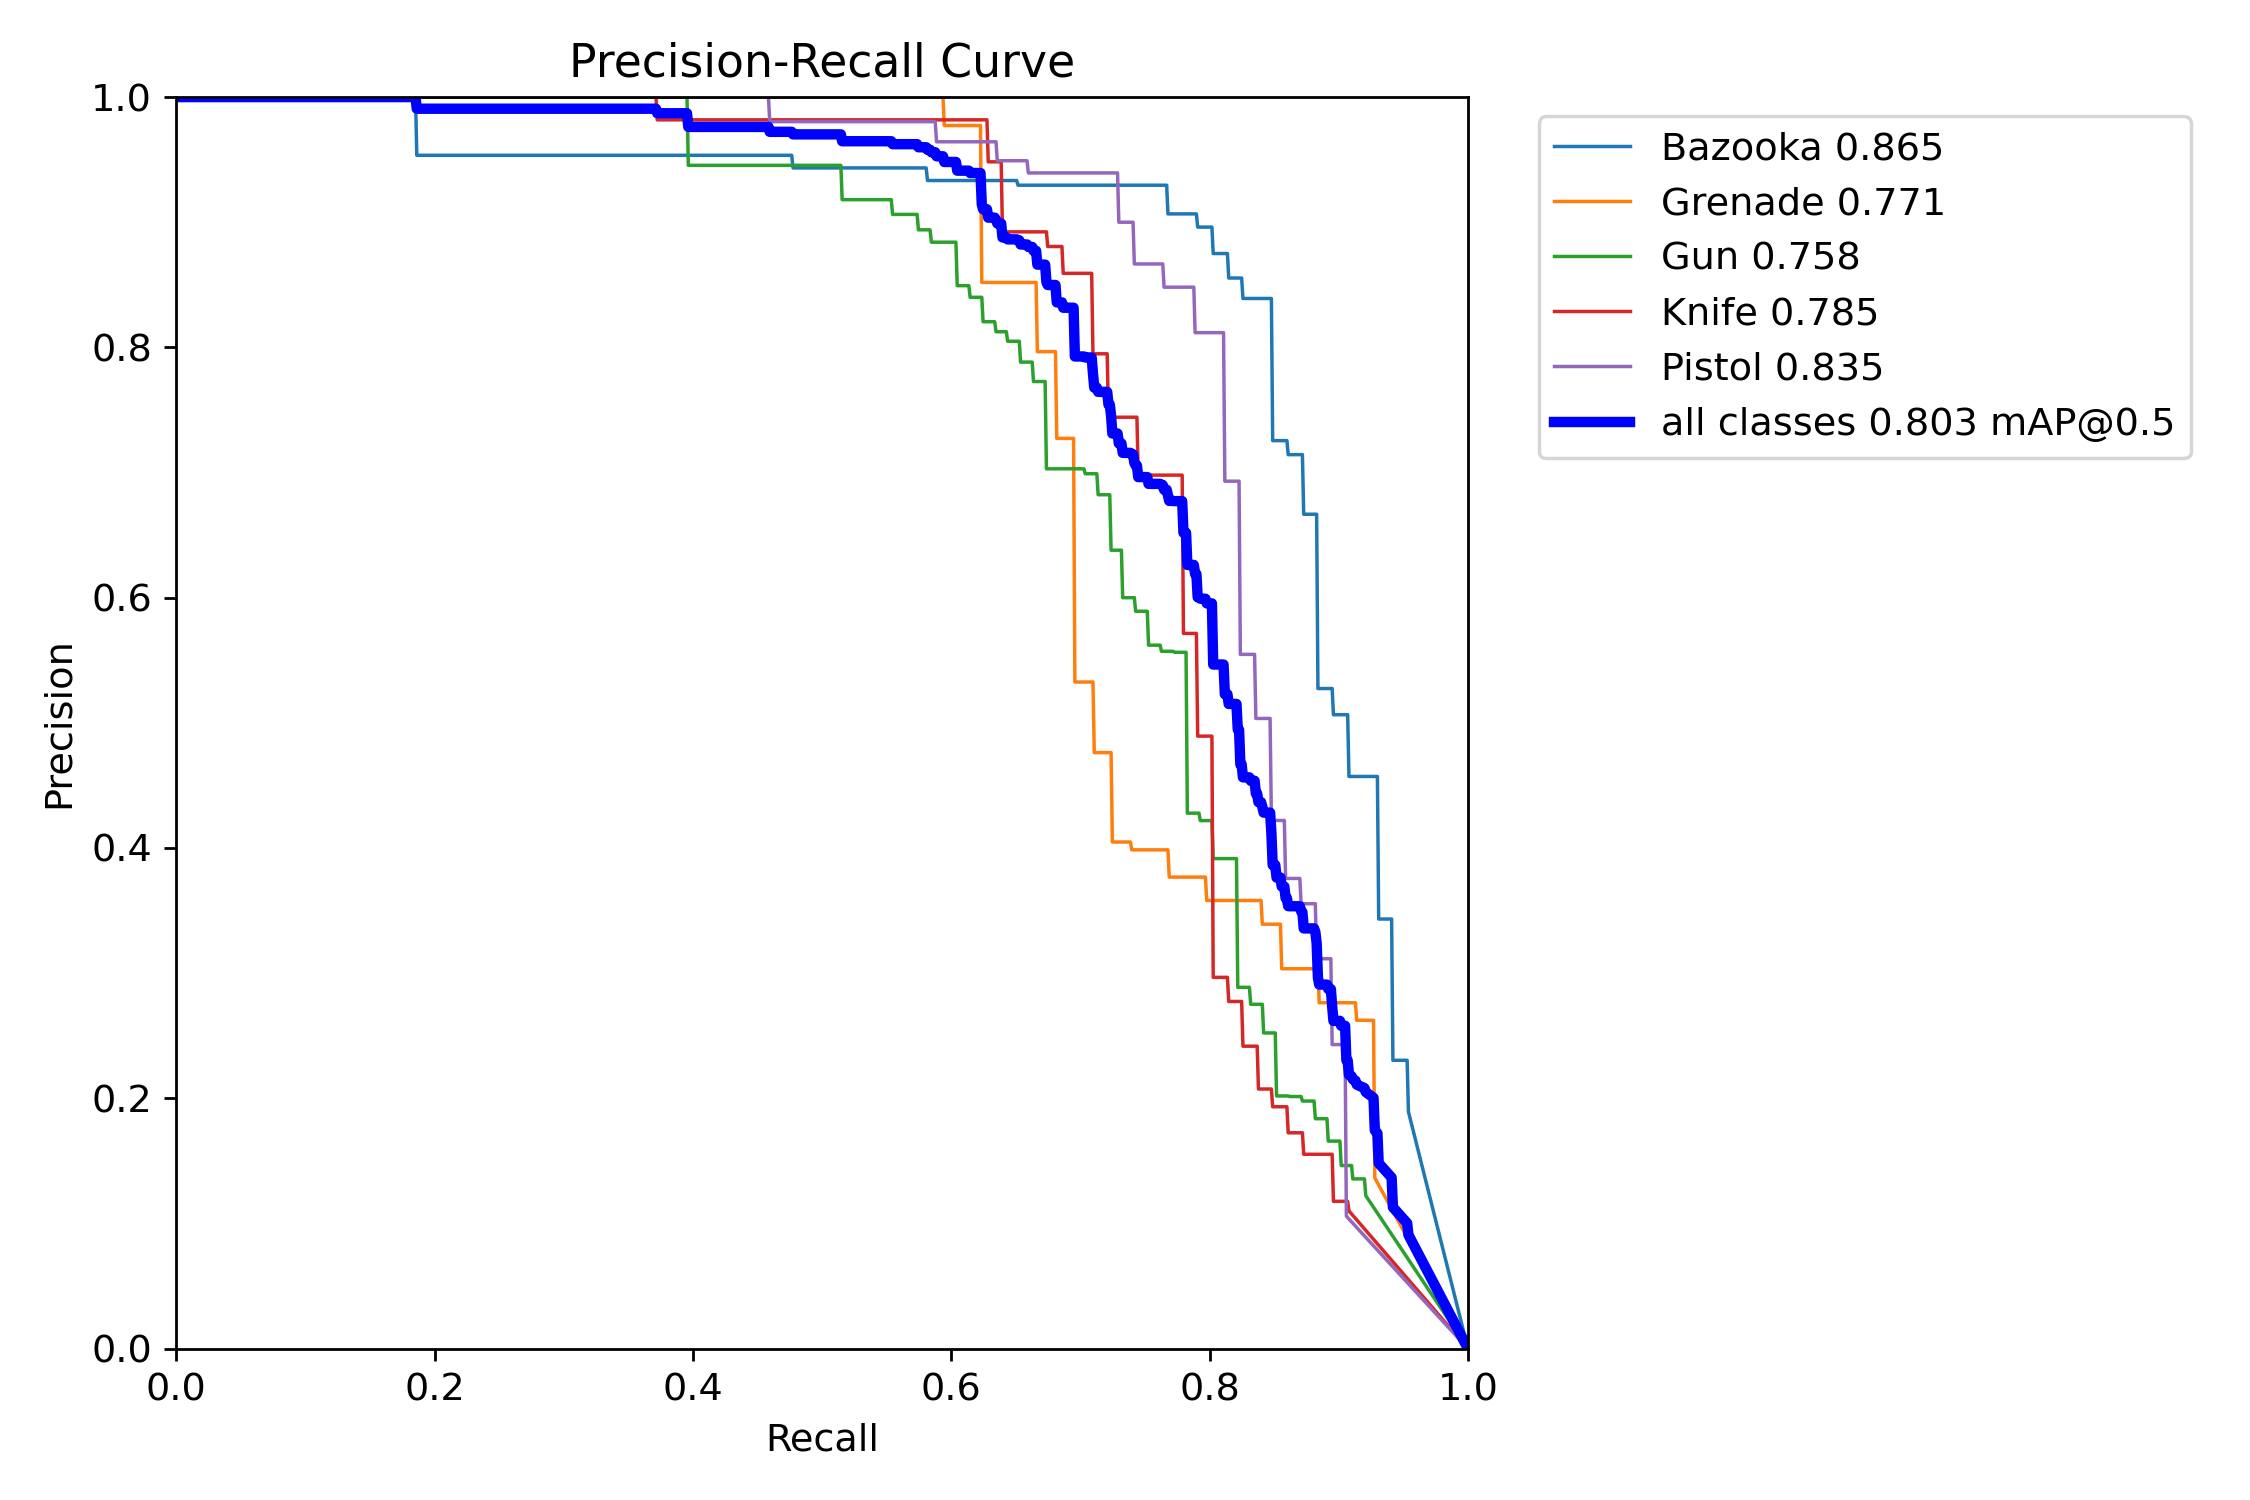 Precision-Recall Curve
1.0
0.8
0.6
0.4
0.2
0.0
Precision
0.0 0.2 0.4 0.6 0.8 1.0
Recall
Bazooka 0.865
Grenade 0.771
Gun 0.758
Knife 0.785
Pistol 0.835
all classes 0.803 mAP@0.5